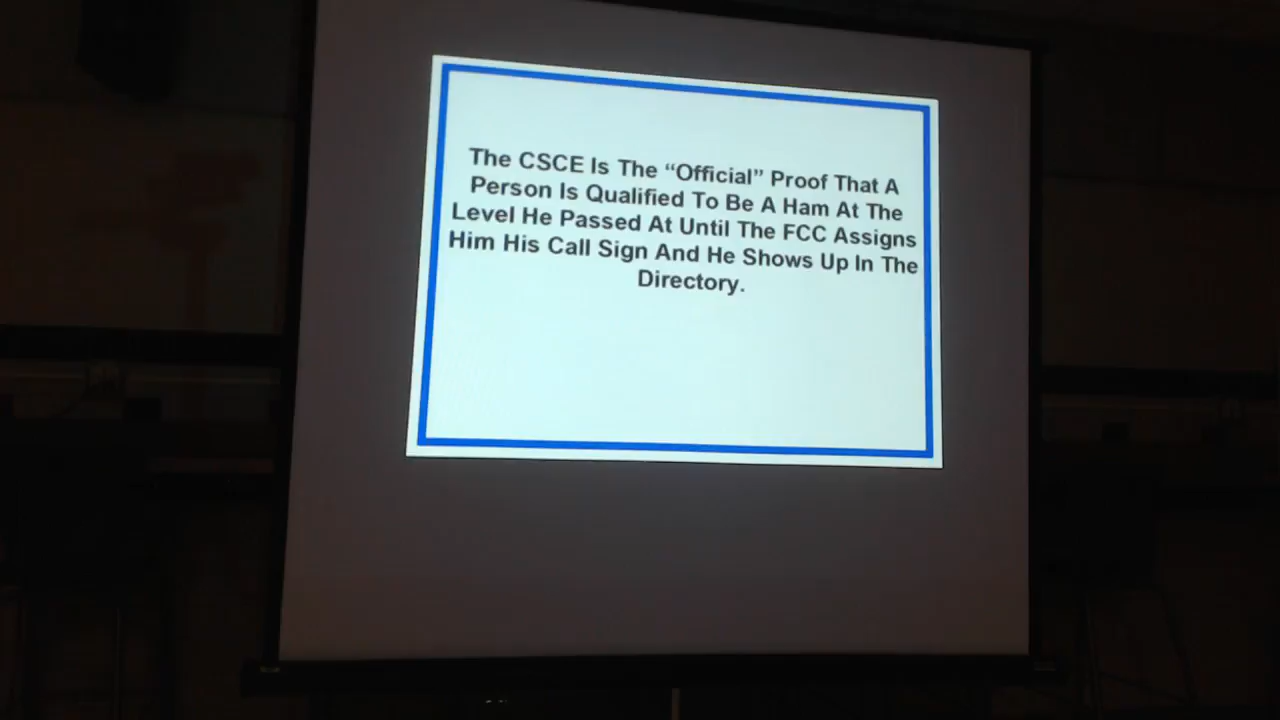 The CSCE Is The “Official” Proof That A
Person Is Qualified To Be A Ham At The
Level He Passed At Until The FCC Assigns
Him His Call Sign And He Shows Up In The
Directory.